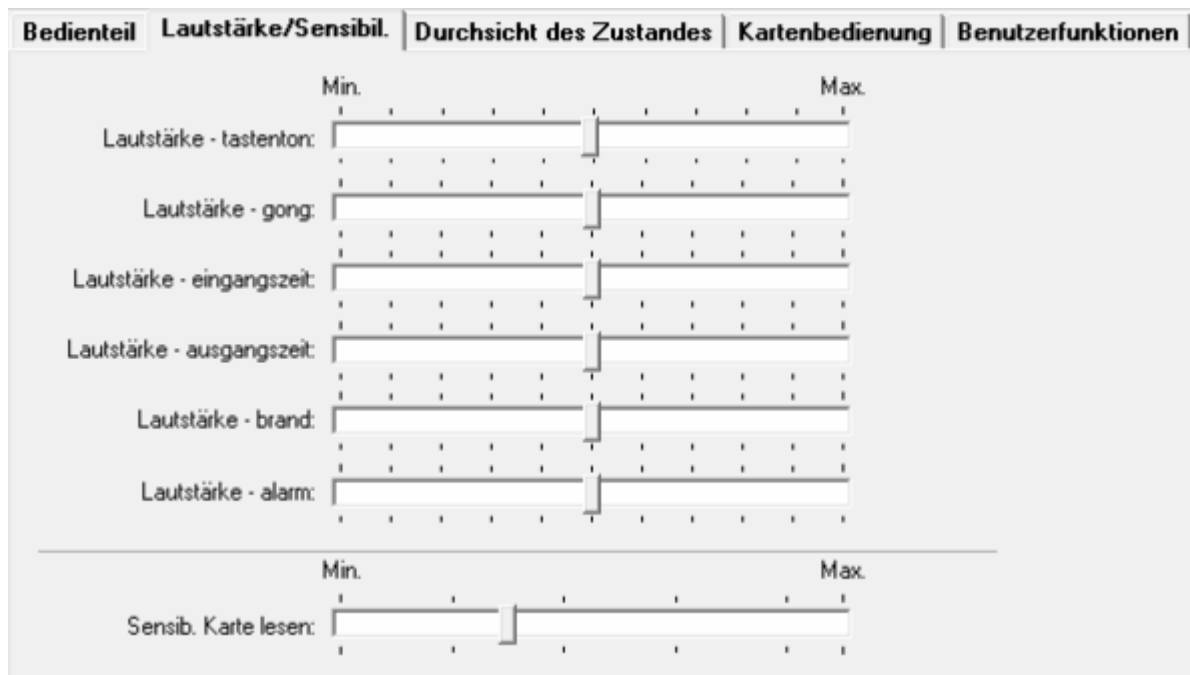 Bedienteil Lautstärke/Sensibil. Durchsicht des Zustandes Kartenbedienung Benutzerfunktionen
Min. Max.
Lautstärke - tastenton:
Lautstärke - gong:
Lautstärke - eingangszeit:
Lautstärke - ausgangszeit:
Lautstärke - brand:
Lautstärke - alarm:
Min. Max.
Sensib. Karte lesen: